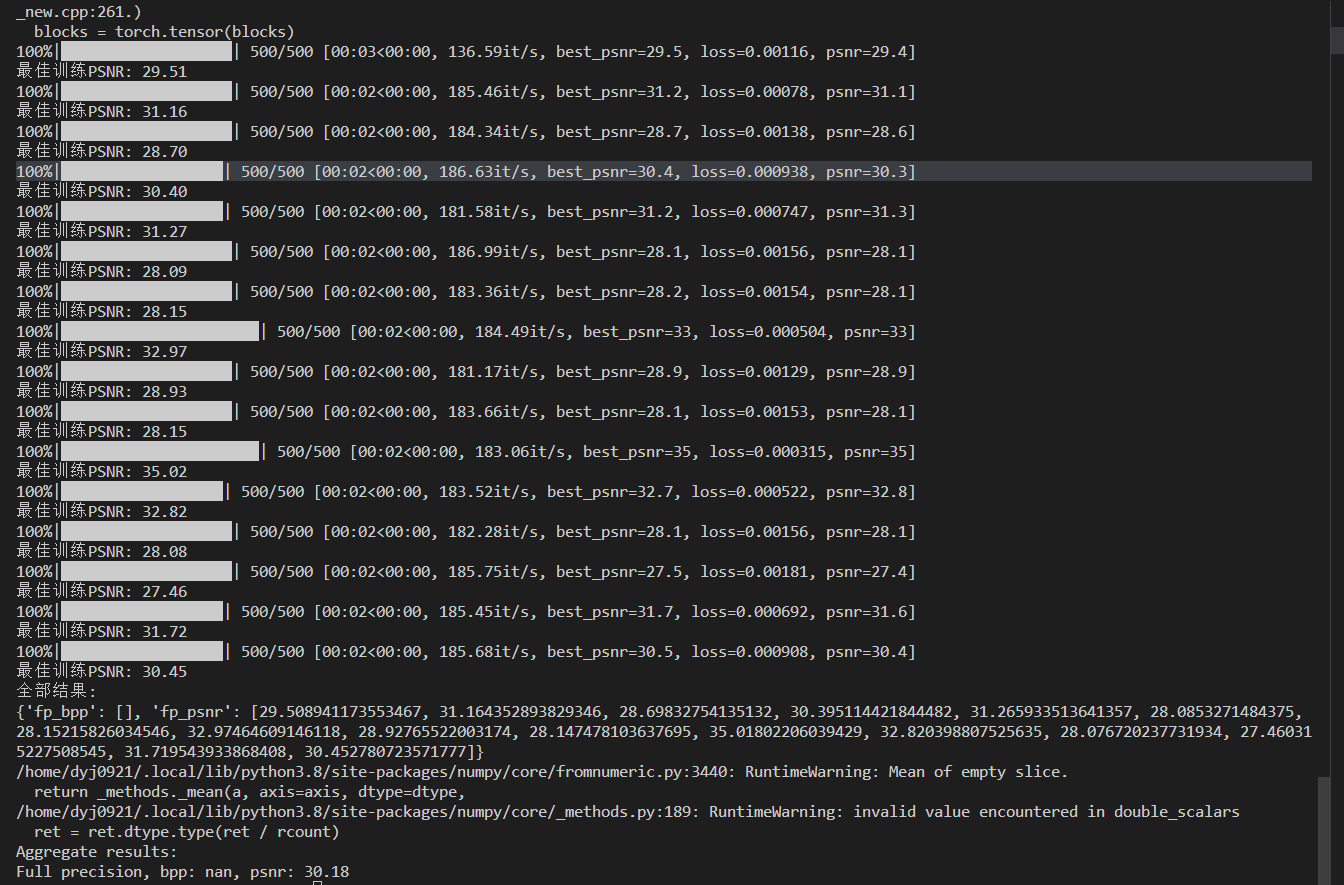 _new.cpp:261.)
  blocks = torch.tensor(blocks)
100%|██████████| 500/500 [00:03<00:00, 136.59it/s, best_psnr=29.5, loss=0.00116, psnr=29.4]
最佳训练PSNR: 29.51
100%|██████████| 500/500 [00:02<00:00, 185.46it/s, best_psnr=31.2, loss=0.00078, psnr=31.1]
最佳训练PSNR: 31.16
100%|██████████| 500/500 [00:02<00:00, 184.34it/s, best_psnr=28.7, loss=0.00138, psnr=28.6]
最佳训练PSNR: 28.70
100%|██████████| 500/500 [00:02<00:00, 186.63it/s, best_psnr=30.4, loss=0.000938, psnr=30.3]
最佳训练PSNR: 30.40
100%|██████████| 500/500 [00:02<00:00, 181.58it/s, best_psnr=31.2, loss=0.000747, psnr=31.3]
最佳训练PSNR: 31.27
100%|██████████| 500/500 [00:02<00:00, 186.99it/s, best_psnr=28.1, loss=0.00156, psnr=28.1]
最佳训练PSNR: 28.09
100%|██████████| 500/500 [00:02<00:00, 183.36it/s, best_psnr=28.2, loss=0.00154, psnr=28.1]
最佳训练PSNR: 28.15
100%|██████████| 500/500 [00:02<00:00, 184.49it/s, best_psnr=33, loss=0.000504, psnr=33]
最佳训练PSNR: 32.97
100%|██████████| 500/500 [00:02<00:00, 181.17it/s, best_psnr=28.9, loss=0.00129, psnr=28.9]
最佳训练PSNR: 28.93
100%|██████████| 500/500 [00:02<00:00, 183.66it/s, best_psnr=28.1, loss=0.00153, psnr=28.1]
最佳训练PSNR: 28.15
100%|██████████| 500/500 [00:02<00:00, 183.06it/s, best_psnr=35, loss=0.000315, psnr=35]
最佳训练PSNR: 35.02
100%|██████████| 500/500 [00:02<00:00, 183.52it/s, best_psnr=32.7, loss=0.000522, psnr=32.8]
最佳训练PSNR: 32.82
100%|██████████| 500/500 [00:02<00:00, 182.28it/s, best_psnr=28.1, loss=0.00156, psnr=28.1]
最佳训练PSNR: 28.08
100%|██████████| 500/500 [00:02<00:00, 185.75it/s, best_psnr=27.5, loss=0.00181, psnr=27.4]
最佳训练PSNR: 27.46
100%|██████████| 500/500 [00:02<00:00, 185.45it/s, best_psnr=31.7, loss=0.000692, psnr=31.6]
最佳训练PSNR: 31.72
100%|██████████| 500/500 [00:02<00:00, 185.68it/s, best_psnr=30.5, loss=0.000908, psnr=30.4]
最佳训练PSNR: 30.45
全部结果:
{'fp_bpp': [], 'fp_psnr': [29.508941173553467, 31.164352893829346, 28.69832754135132, 30.395114421844482, 31.265933513641357, 28.0853271484375,
28.15215826034546, 32.97464609146118, 28.92765522003174, 28.147478103637695, 35.01802206039429, 32.820398807525635, 28.076720237731934, 27.46031
5227508545, 31.719543933868408, 30.452780723571777]}
/home/dyj0921/.local/lib/python3.8/site-packages/numpy/core/fromnumeric.py:3440: RuntimeWarning: Mean of empty slice.
  return _methods._mean(a, axis=axis, dtype=dtype,
/home/dyj0921/.local/lib/python3.8/site-packages/numpy/core/_methods.py:189: RuntimeWarning: invalid value encountered in double_scalars
  ret = ret.dtype.type(ret / rcount)
Aggregate results:
Full precision, bpp: nan, psnr: 30.18